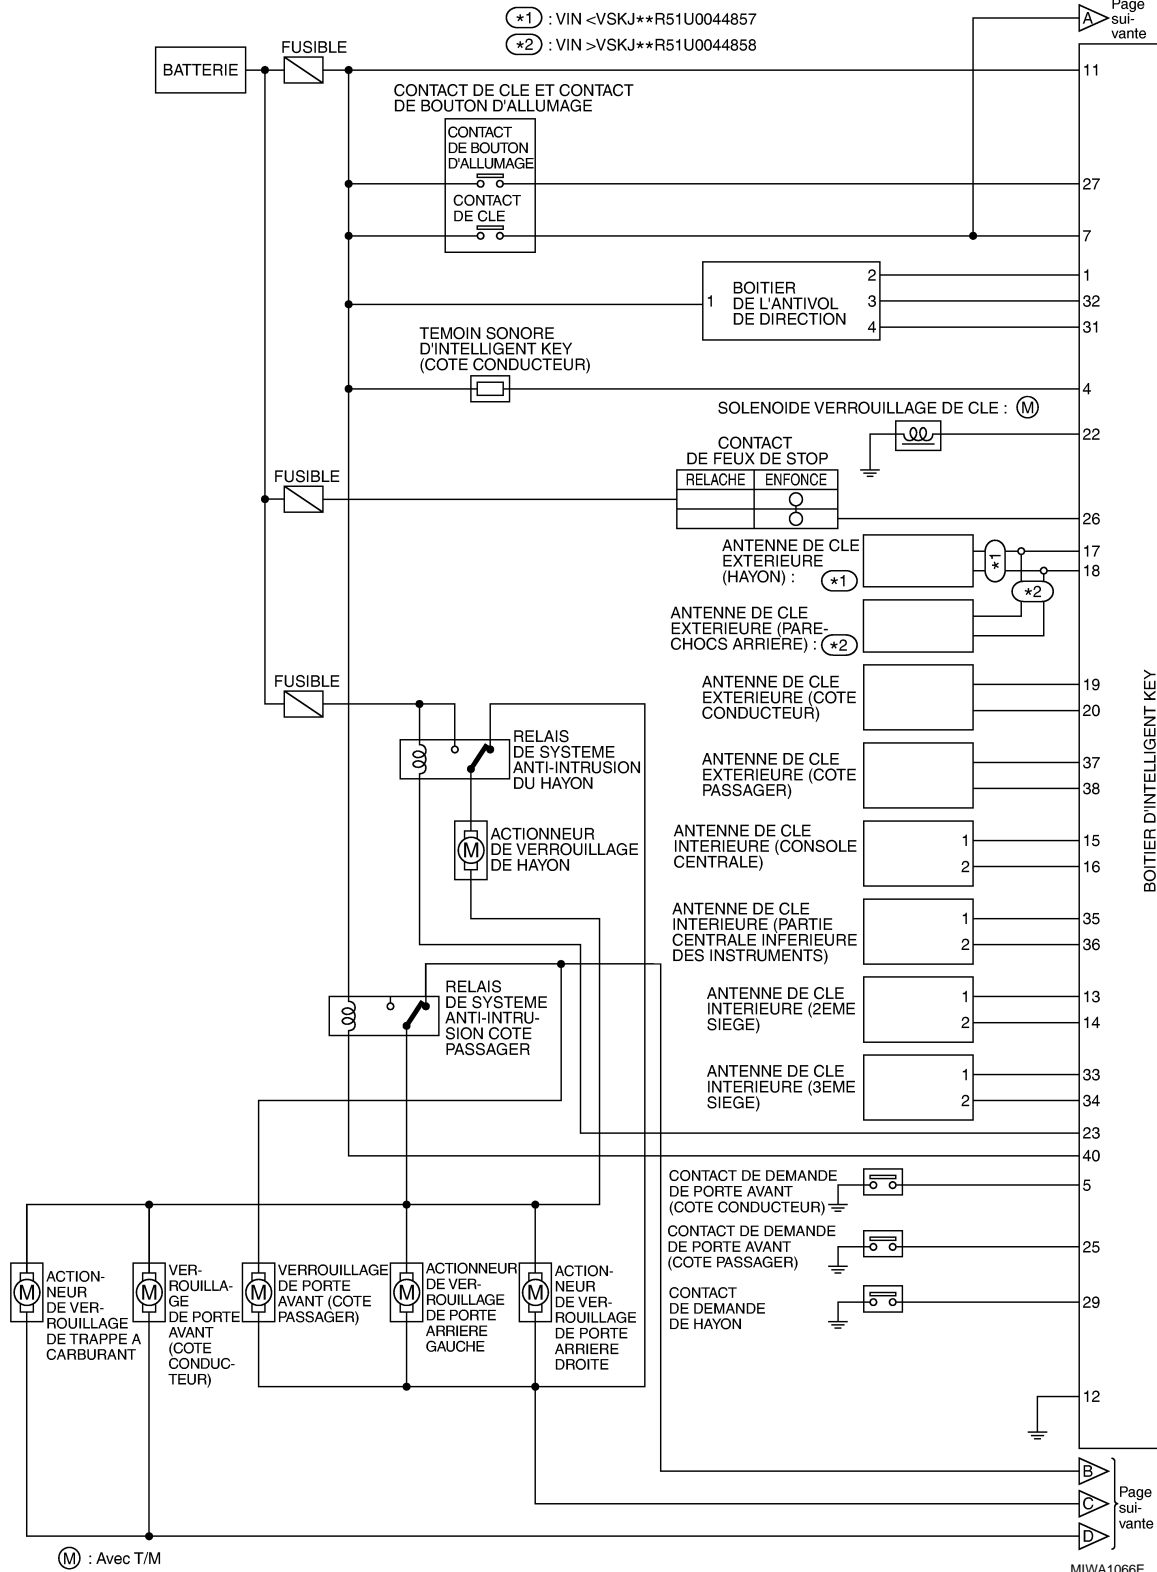 *1 : VIN <VSKJ**R51U0044857
*2 : VIN >VSKJ**R51U0044858
A
Page
sui-
vante
BATTERIE
FUSIBLE
11
CONTACT DE CLE ET CONTACT
DE BOUTON D'ALLUMAGE
CONTACT
DE BOUTON
D'ALLUMAGE
27
CONTACT
DE CLE
7
BOITIER
DE L'ANTIVOL
DE DIRECTION
1
2
3
4
1
32
31
TEMOIN SONORE
D'INTELLIGENT KEY
(COTE CONDUCTEUR)
4
SOLENOIDE VERROUILLAGE DE CLE : M
22
CONTACT
DE FEUX DE STOP
RELACHE ENFONCE
FUSIBLE
26
ANTENNE DE CLE
EXTERIEURE
(HAYON) : *1
*1
17
18
*2
ANTENNE DE CLE
EXTERIEURE (PARE-
CHOCS ARRIERE) : *2
ANTENNE DE CLE
EXTERIEURE (COTE
CONDUCTEUR)
19
20
FUSIBLE
RELAIS
DE SYSTEME
ANTI-INTRUSION
DU HAYON
ANTENNE DE CLE
EXTERIEURE (COTE
PASSAGER)
37
38
BOITIER D'INTELLIGENT KEY
M
ACTIONNEUR
DE VERROUILLAGE
DE HAYON
ANTENNE DE CLE
INTERIEURE (CONSOLE
CENTRALE)
1
2
15
16
ANTENNE DE CLE
INTERIEURE (PARTIE
CENTRALE INFERIEURE
DES INSTRUMENTS)
1
2
35
36
RELAIS
DE SYSTEME
ANTI-INTRU-
SION COTE
PASSAGER
ANTENNE DE CLE
INTERIEURE (2EME
SIEGE)
1
2
13
14
ANTENNE DE CLE
INTERIEURE (3EME
SIEGE)
1
2
33
34
23
40
CONTACT DE DEMANDE
DE PORTE AVANT
(COTE CONDUCTEUR)
5
CONTACT DE DEMANDE
DE PORTE AVANT
(COTE PASSAGER)
25
CONTACT
DE DEMANDE
DE HAYON
29
M
ACTION-
NEUR
DE VER-
ROUILLAGE
DE TRAPPE A
CARBURANT
M
VER-
ROUILLA-
GE
DE PORTE
AVANT
(COTE
CONDUC-
TEUR)
M
VERROUILLAGE
DE PORTE
AVANT (COTE
PASSAGER)
M
ACTIONNEUR
DE VER-
ROUILLAGE
DE PORTE
ARRIERE
GAUCHE
M
ACTION-
NEUR
DE VER-
ROUILLAGE
DE PORTE
ARRIERE
DROITE
12
B
C
D
Page
sui-
vante
M : Avec T/M
MIWA1066E